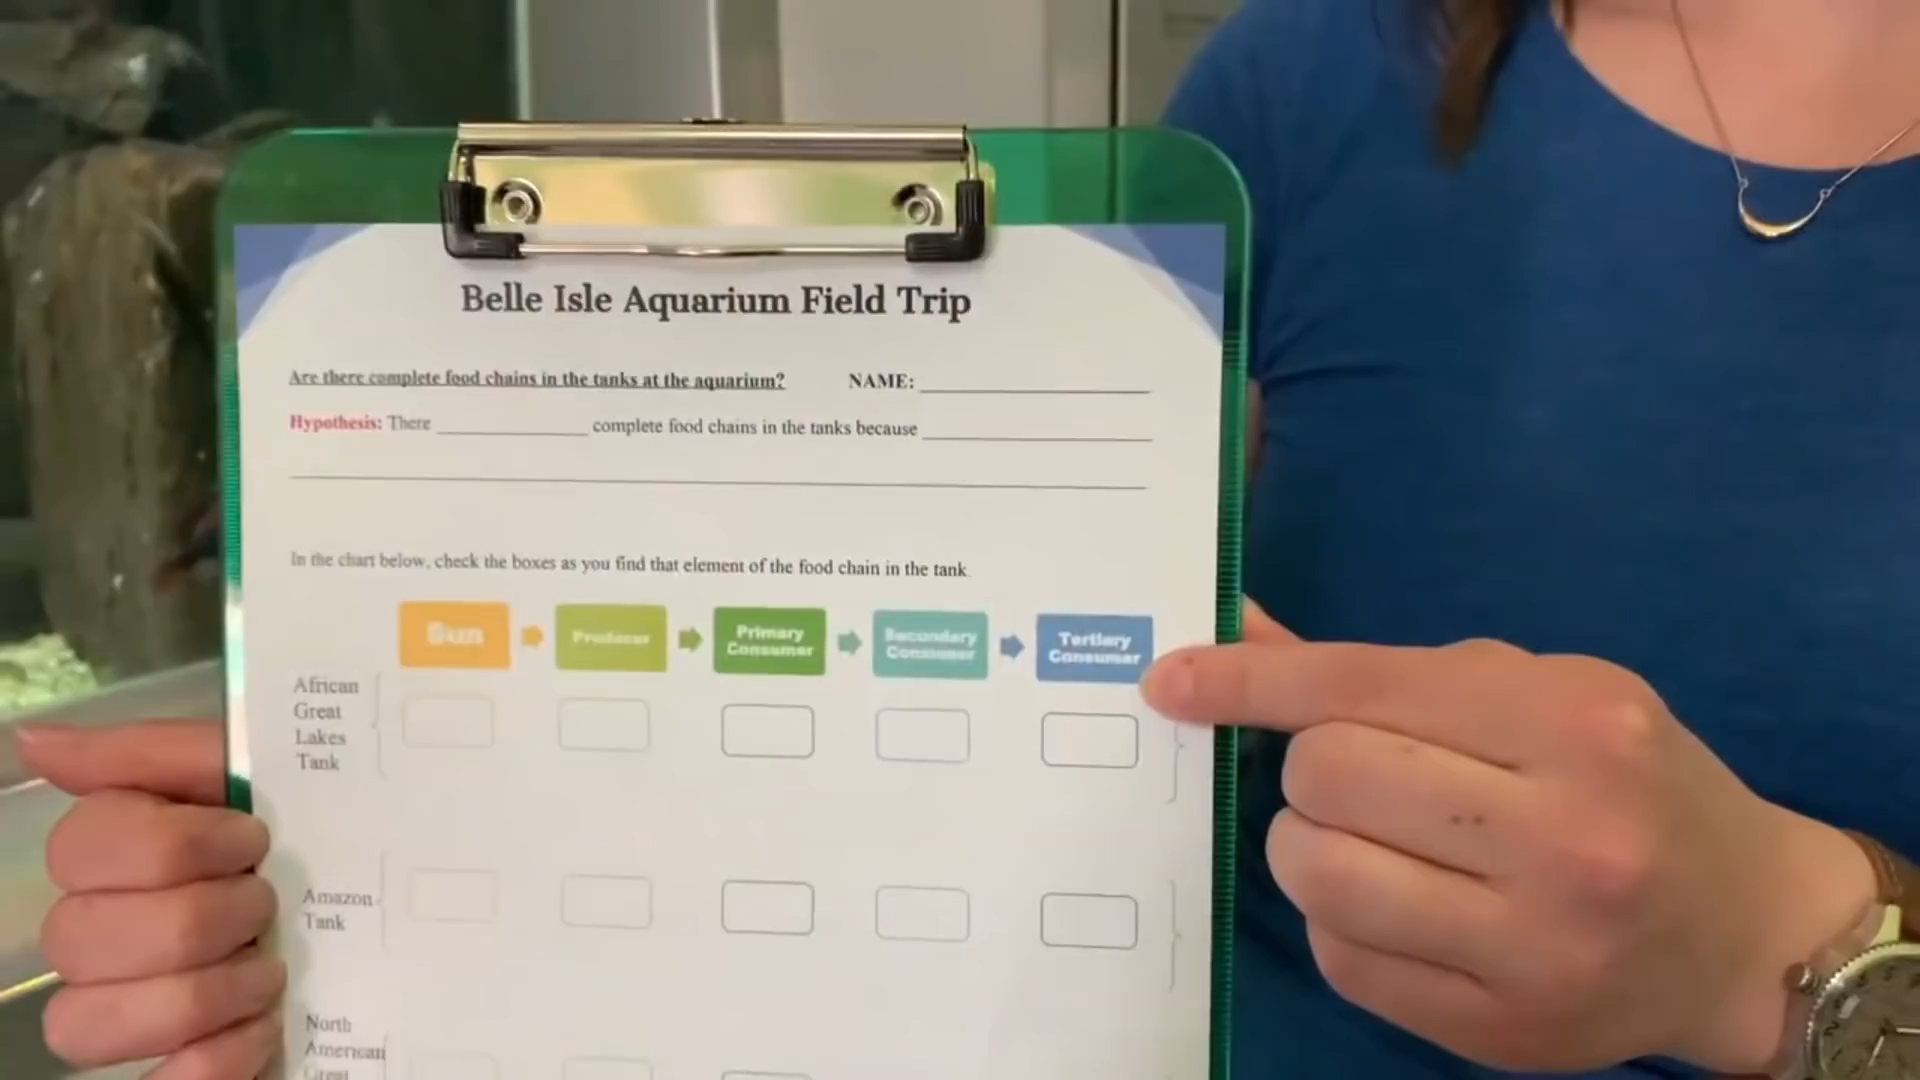 Belle Isle Aquarium Field Trip
Are there complete food chains in the tanks at the aquarium? NAME:
Hypothesis: There complete food chains in the tanks because
In the chart below, check the boxes as you find that element of the food chain in the tank.
Sun Producer Primary Consumer Secondary Consumer Tertiary Consumer
African
Great
Lakes
Tank
Amazon
Tank
North
American
Great